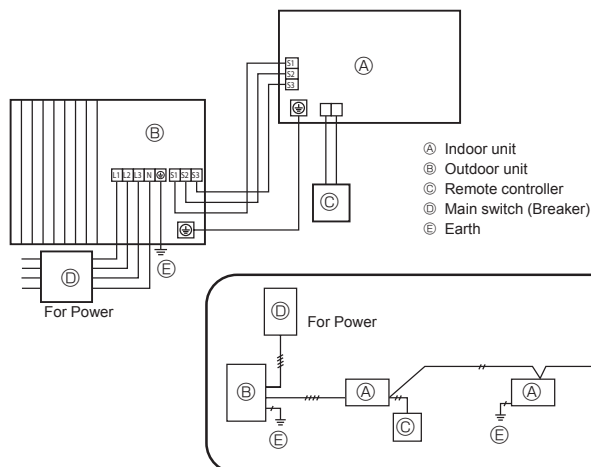 S1
S2
S3
Ⓐ
Ⓑ
L1 L2 L3 N S1 S2 S3
Ⓒ
Ⓐ Indoor unit
Ⓑ Outdoor unit
Ⓒ Remote controller
Ⓓ Main switch (Breaker)
Ⓔ Earth
Ⓔ
Ⓓ
For Power
Ⓓ
For Power
Ⓑ
Ⓐ
Ⓐ
Ⓒ
Ⓔ
Ⓔ